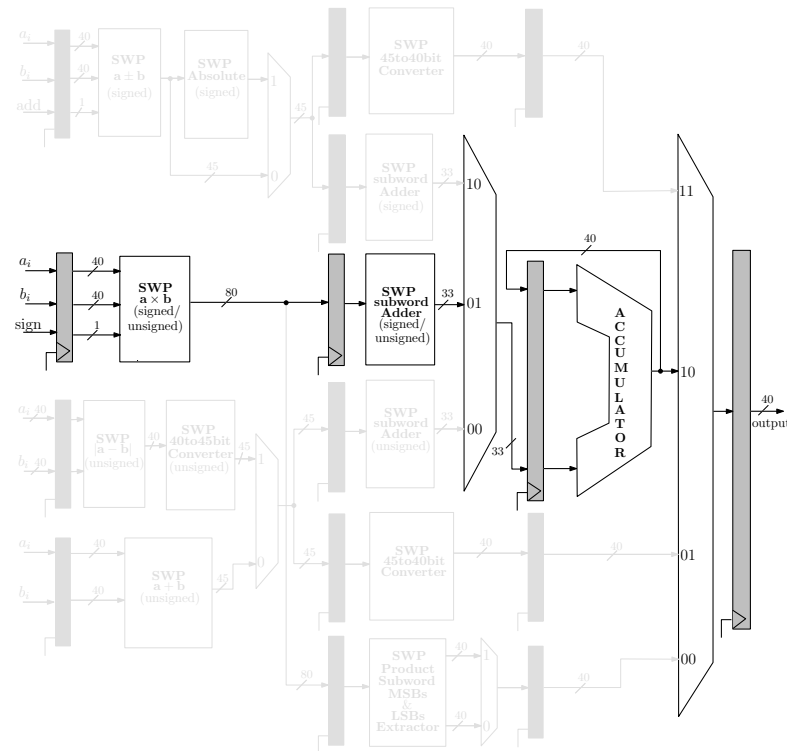 a_i
40
b_i
40
add
1
SWP
a ± b
(signed)
SWP
Absolute
(signed)
1
0
45
45
SWP
45to40bit
Converter
40
40
SWP
subword
Adder
(signed)
33
10
11
a_i
40
b_i
40
sign
1
SWP
a × b
(signed/
unsigned)
80
SWP
subword
Adder
(signed/
unsigned)
33
01
40
ACCUMULATOR
10
40
output
a_i 40
b_i 40
SWP
|a − b|
(unsigned)
40
SWP
40to45bit
Converter
(unsigned)
45
1
0
45
SWP
subword
Adder
(unsigned)
33
00
33
a_i
40
b_i
40
SWP
a + b
(unsigned)
45
45
SWP
45to40bit
Converter
40
40
01
80
SWP
Product
Subword
MSBs
&
LSBs
Extractor
40
40
1
0
40
00